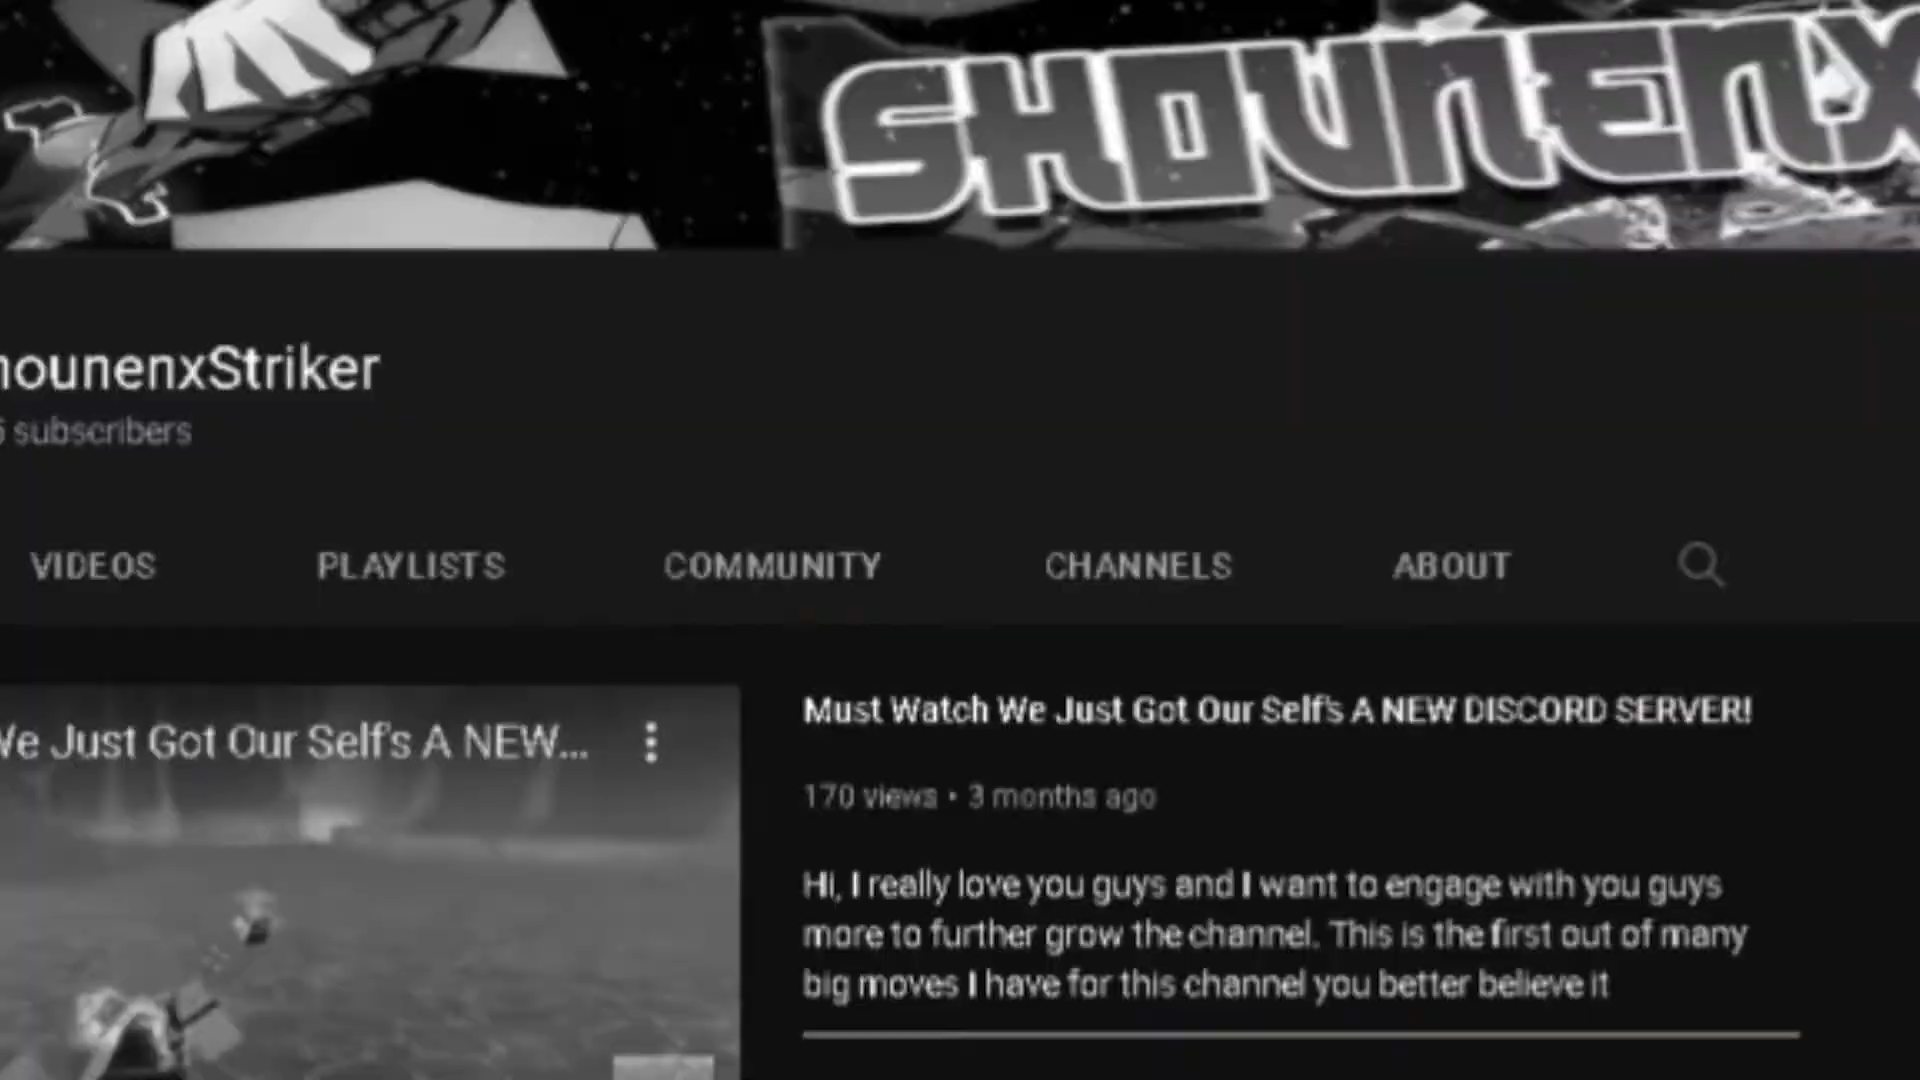 SHOUNENX
hounenxStriker
6 subscribers
VIDEOS PLAYLISTS COMMUNITY CHANNELS ABOUT
We Just Got Our Self's A NEW...
Must Watch We Just Got Our Self's A NEW DISCORD SERVER!
170 views • 3 months ago
Hi, I really love you guys and I want to engage with you guys
more to further grow the channel. This is the first out of many
big moves I have for this channel you better believe it